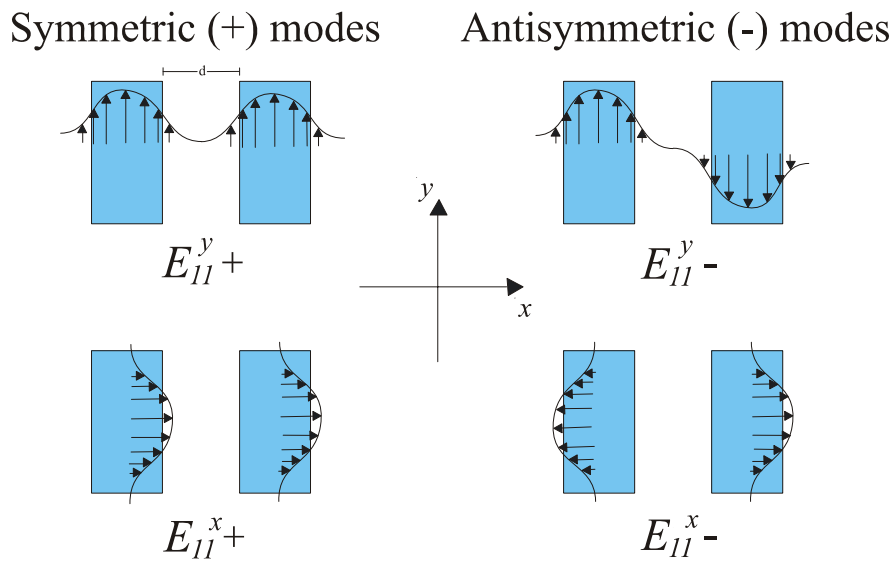 Symmetric (+) modes
Antisymmetric (-) modes
d
y
x
E₁₁ʸ+
E₁₁ʸ-
E₁₁ˣ+
E₁₁ˣ-